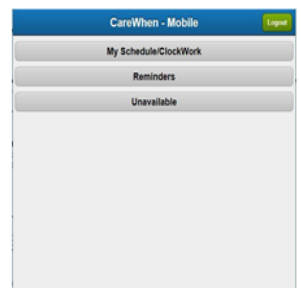 CareWhen - Mobile
Logout
My Schedule/ClockWork
Reminders
Unavailable